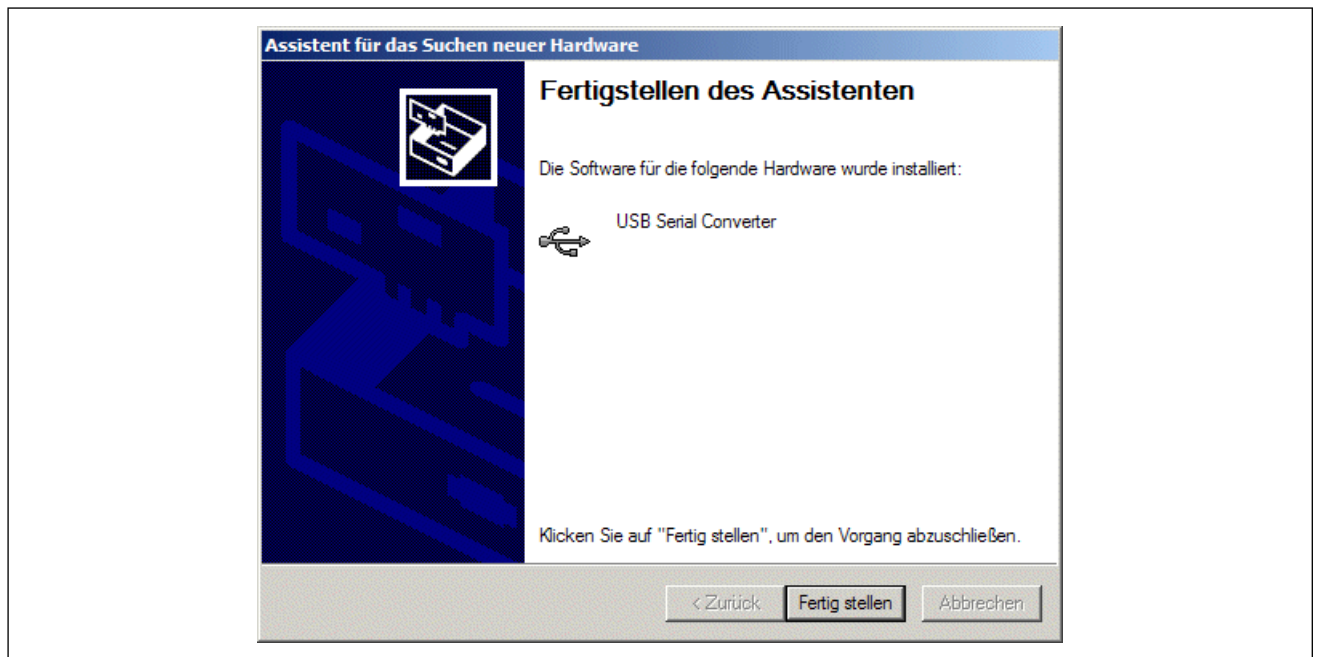 Assistent für das Suchen neuer Hardware
Fertigstellen des Assistenten
Die Software für die folgende Hardware wurde installiert:
USB Serial Converter
Klicken Sie auf "Fertig stellen", um den Vorgang abzuschließen.
< Zurück
Fertig stellen
Abbrechen